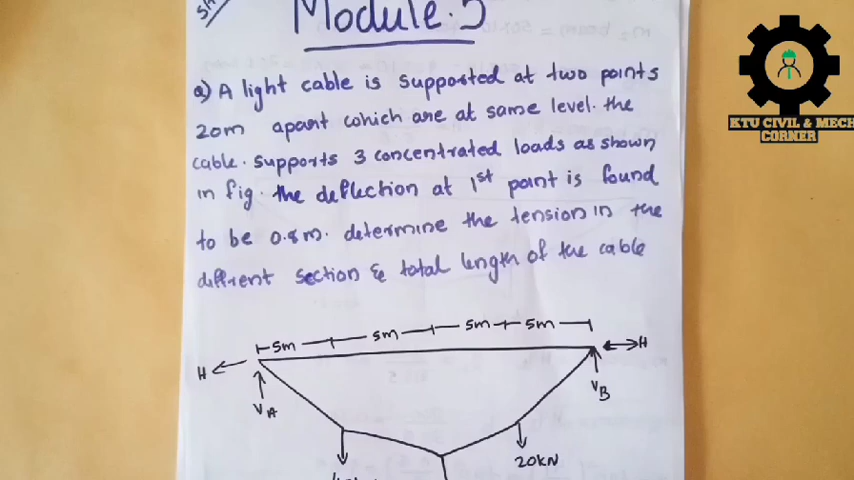 Module:5
Q) A light cable is supported at two points
20m apart which are at same level. the
cable. supports 3 concentrated loads as shown
in fig. the deflection at 1st point is found
to be 0.8m. determine the tension in the
diffrent section & total length of the cable
5m 5m 5m 5m
H H
VA VB
20KN
KTU CIVIL & MECH
CORNER